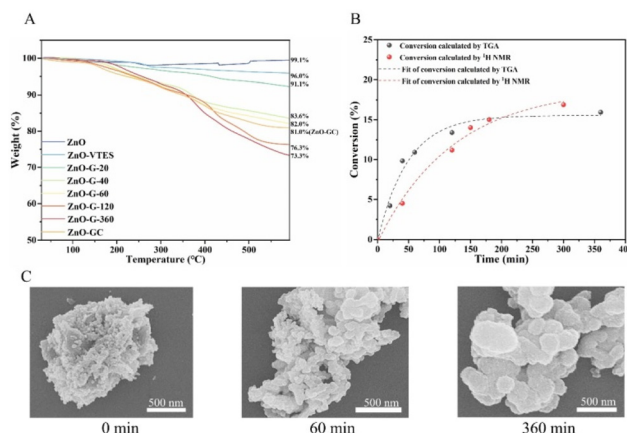 A
B
100
90
80
70
60
50
Weight (%)
99.1%
96.0%
91.1%
83.6%
82.0%
81.0%(ZnO-GC)
76.3%
73.3%
ZnO
ZnO-VTES
ZnO-G-20
ZnO-G-40
ZnO-G-60
ZnO-G-120
ZnO-G-360
ZnO-GC
100
200
300
400
500
Temperature (°C)
Conversion calculated by TGA
Conversion calculated by ¹H NMR
Fit of conversion calculated by TGA
Fit of conversion calculated by ¹H NMR
25
20
15
10
5
0
Conversion (%)
0
100
200
300
400
Time (min)
C
500 nm
500 nm
500 nm
0 min
60 min
360 min